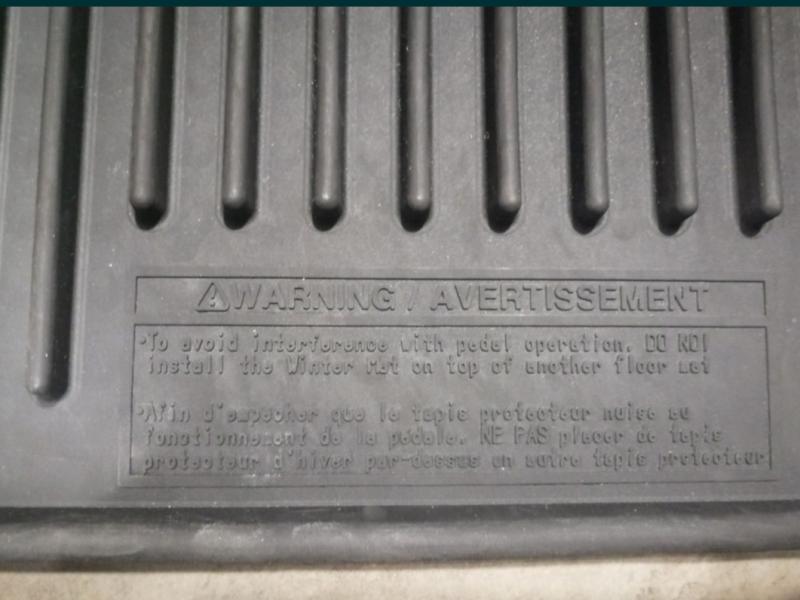 ⚠WARNING / AVERTISSEMENT
•To avoid interference with pedal operation. DO NOT
install the Winter Mat on top of another floor mat
•Afin d'empecher que le tapis protecteur nuise au
fonctionnement de la pedale. NE PAS placer de tapis
protecteur d'hiver par-dessus un autre tapis protecteur